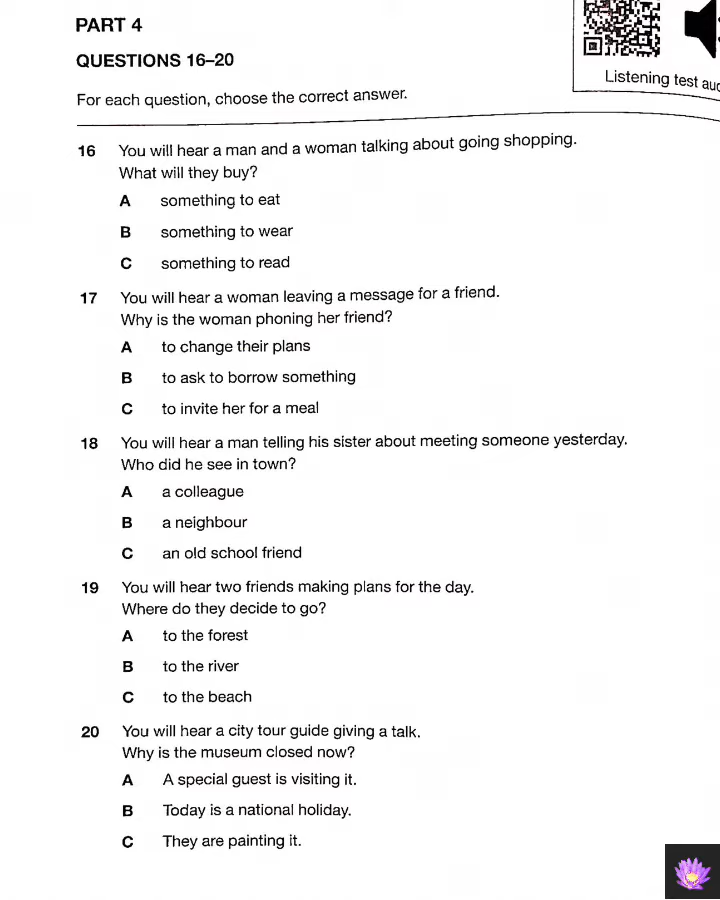 PART 4
QUESTIONS 16–20
Listening test
For each question, choose the correct answer.
16 You will hear a man and a woman talking about going shopping.
What will they buy?
A something to eat
B something to wear
C something to read
17 You will hear a woman leaving a message for a friend.
Why is the woman phoning her friend?
A to change their plans
B to ask to borrow something
C to invite her for a meal
18 You will hear a man telling his sister about meeting someone yesterday.
Who did he see in town?
A a colleague
B a neighbour
C an old school friend
19 You will hear two friends making plans for the day.
Where do they decide to go?
A to the forest
B to the river
C to the beach
20 You will hear a city tour guide giving a talk.
Why is the museum closed now?
A A special guest is visiting it.
B Today is a national holiday.
C They are painting it.